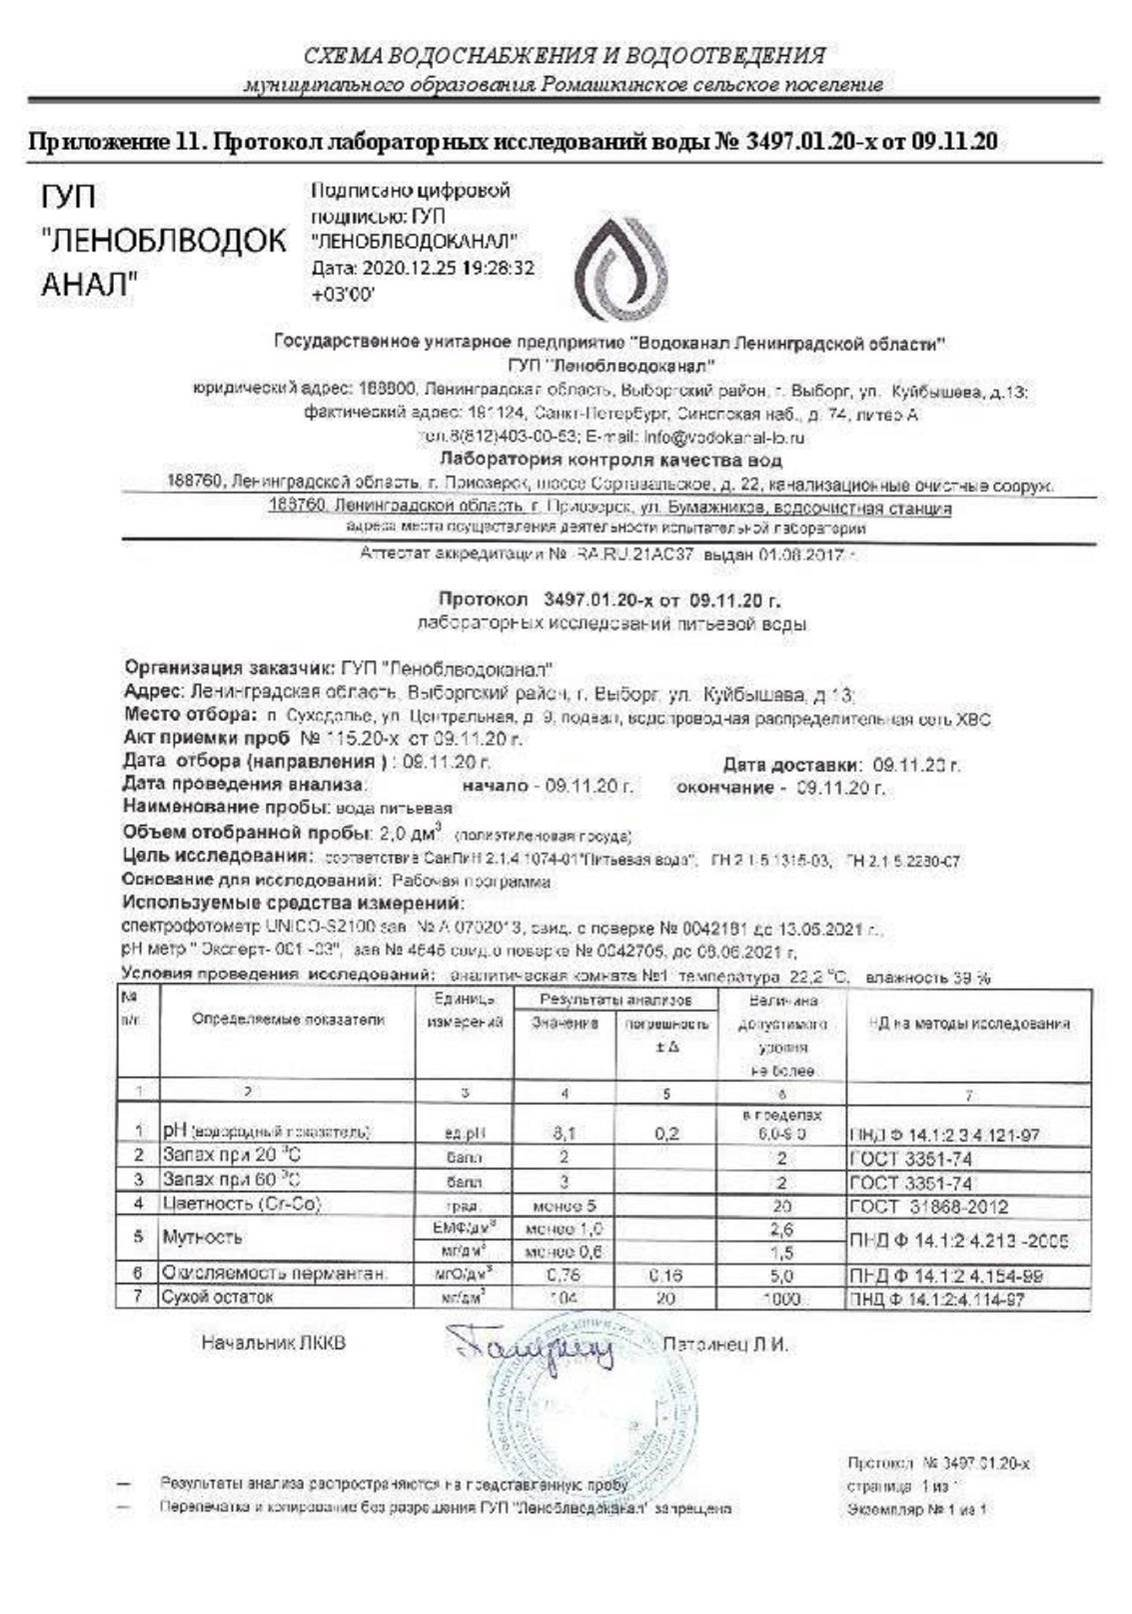 СХЕМА ВОДОСНАБЖЕНИЯ И ВОДООТВЕДЕНИЯ
муниципального образования Ромашкинское сельское поселение
Приложение 11. Протокол лабораторных исследований воды № 3497.01.20-х от 09.11.20
ГУП
"ЛЕНОБЛВОДОК
АНАЛ"
Подписано цифровой
подписью: ГУП
"ЛЕНОБЛВОДОКАНАЛ"
Дата: 2020.12.25 19:28:32
+03'00'
Государственное унитарное предприятие "Водоканал Ленинградской области"
ГУП "Леноблводоканал"
юридический адрес: 188800, Ленинградская область, Выборгский район, г. Выборг, ул. Куйбышева, д.13;
фактический адрес: 191124, Санкт-Петербург, Синопская наб., д. 74, литер А
тел.8(812)403-00-53; E-mail: info@vodokanal-lo.ru
Лаборатория контроля качества вод
188760, Ленинградской область, г. Приозерск, шоссе Сортавальское, д. 22, канализационные очистные сооруж.
188760, Ленинградской область, г. Приозерск, ул. Бумажников, водоочистная станция
адреса места осуществления деятельности испытательной лаборатории
Аттестат аккредитации № RA.RU.21АС37 выдан 01.08.2017 г.
Протокол 3497.01.20-х от 09.11.20 г.
лабораторных исследований питьевой воды
Организация заказчик: ГУП "Леноблводоканал"
Адрес: Ленинградская область, Выборгский район, г. Выборг, ул. Куйбышева, д.13;
Место отбора: п. Суходолье, ул. Центральная, д. 9, подвал, водопроводная распределительная сеть ХВС
Акт приемки проб № 115.20-х от 09.11.20 г.
Дата отбора (направления ) : 09.11.20 г. Дата доставки: 09.11.20 г.
Дата проведения анализа: начало - 09.11.20 г. окончание - 09.11.20 г.
Наименование пробы: вода питьевая
Объем отобранной пробы: 2,0 дм³ (полиэтиленовая посуда)
Цель исследования: соответствие СанПиН 2.1.4.1074-01"Питьевая вода", ГН 2.1.5.1315-03, ГН 2.1.5.2280-07
Основание для исследований: Рабочая программа
Используемые средства измерений:
спектрофотометр UNICO-S2100 зав. № А 0702013, свид. о поверке № 0042181 до 13.05.2021 г.,
рН метр " Эксперт- 001 -03", зав № 4645 свид.о поверке № 0042705, до 08.06.2021 г,
Условия проведения исследований: аналитическая комната №1 температура 22,2 °С, влажность 39 %
№ п/п Определяемые показатели Единиць измерений Результаты анализов Значение погрешность ± Δ Величина допустимого уровня не более НД на методы исследования
1 2 3 4 5 6 7
1 рН (водородный показатель) ед.рН 8,1 0,2 в пределах 6,0-9,0 ПНД Ф 14.1:2:3:4.121-97
2 Запах при 20 °С балл 2 2 ГОСТ 3351-74
3 Запах при 60 °С балл 3 2 ГОСТ 3351-74
4 Цветность (Cr-Co) град. менее 5 20 ГОСТ 31868-2012
5 Мутность ЕМФ/дм³ менее 1,0 2,6 ПНД Ф 14.1:2:4.213 -2005
мг/дм³ менее 0,6 1,5
6 Окисляемость перманган. мгО/дм³ 0,78 0,16 5,0 ПНД Ф 14.1:2:4.154-99
7 Сухой остаток мг/дм³ 104 20 1000 ПНД Ф 14.1:2:4.114-97
Начальник ЛККВ Патринец Л.И.
— Результаты анализа распространяются на представленную пробу
— Перепечатка и копирование без разрешения ГУП "Леноблводоканал" запрещена
Протокол № 3497.01.20-х
страница 1 из 1
Экземпляр № 1 из 1